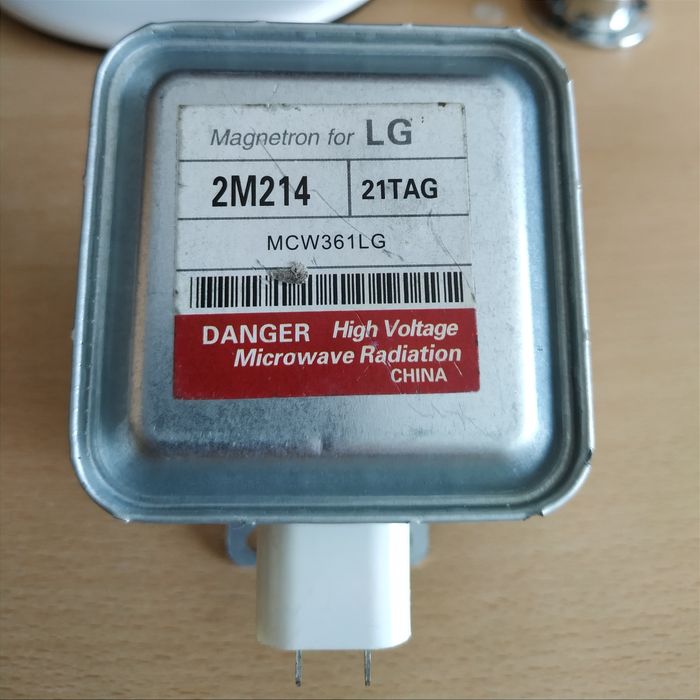 Magnetron for LG
2M214 21TAG
MCW361LG
DANGER High Voltage
Microwave Radiation
CHINA